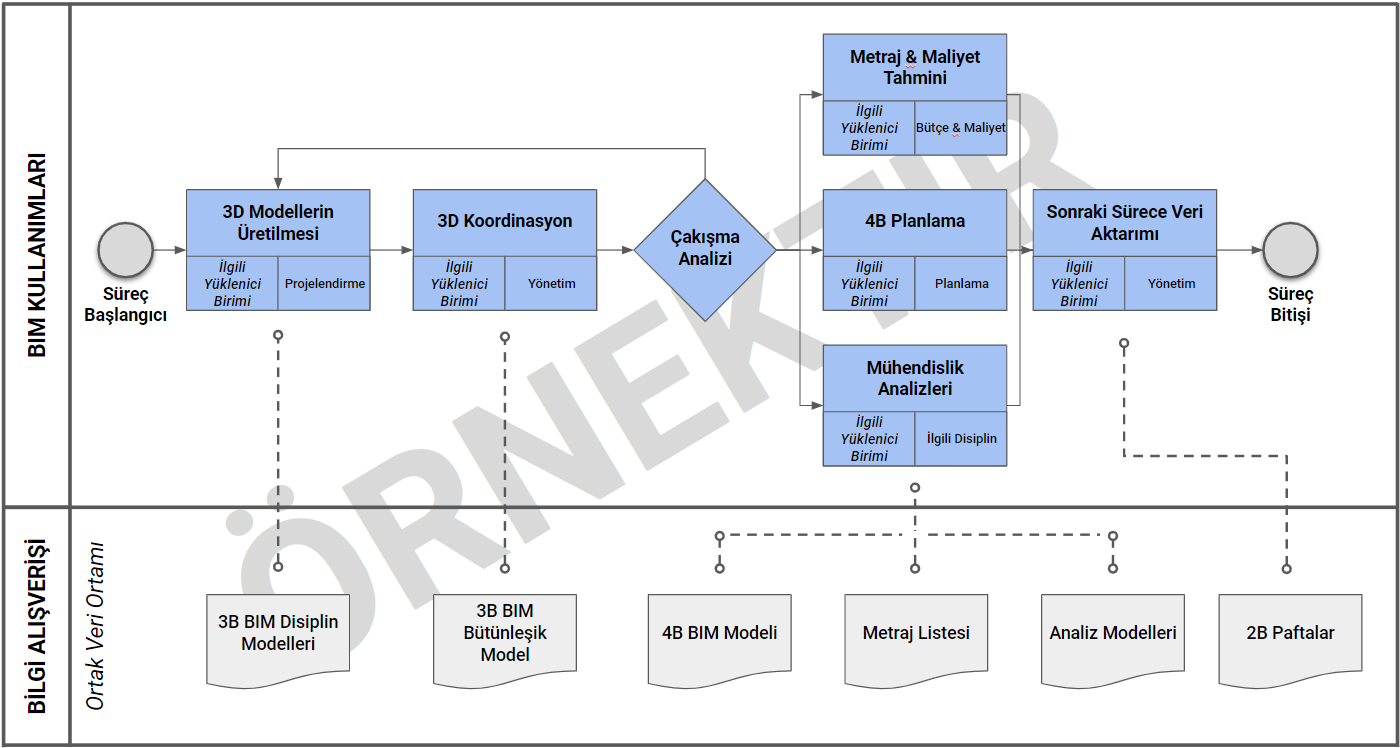 BIM KULLANIMLARI
Süreç
Başlangıcı
3D Modellerin
Üretilmesi
İlgili
Yüklenici
Birimi
Projelendirme
3D Koordinasyon
İlgili
Yüklenici
Birimi
Yönetim
Çakışma
Analizi
Metraj & Maliyet
Tahmini
İlgili
Yüklenici
Birimi
Bütçe & Maliyet
4B Planlama
İlgili
Yüklenici
Birimi
Planlama
Mühendislik
Analizleri
İlgili
Yüklenici
Birimi
İlgili Disiplin
Sonraki Sürece Veri
Aktarımı
İlgili
Yüklenici
Birimi
Yönetim
Süreç
Bitişi
ÖRNEKTİR
BİLGİ ALIŞVERİŞİ
Ortak Veri Ortamı
3B BIM Disiplin
Modelleri
3B BIM
Bütünleşik
Model
4B BIM Modeli
Metraj Listesi
Analiz Modelleri
2B Paftalar